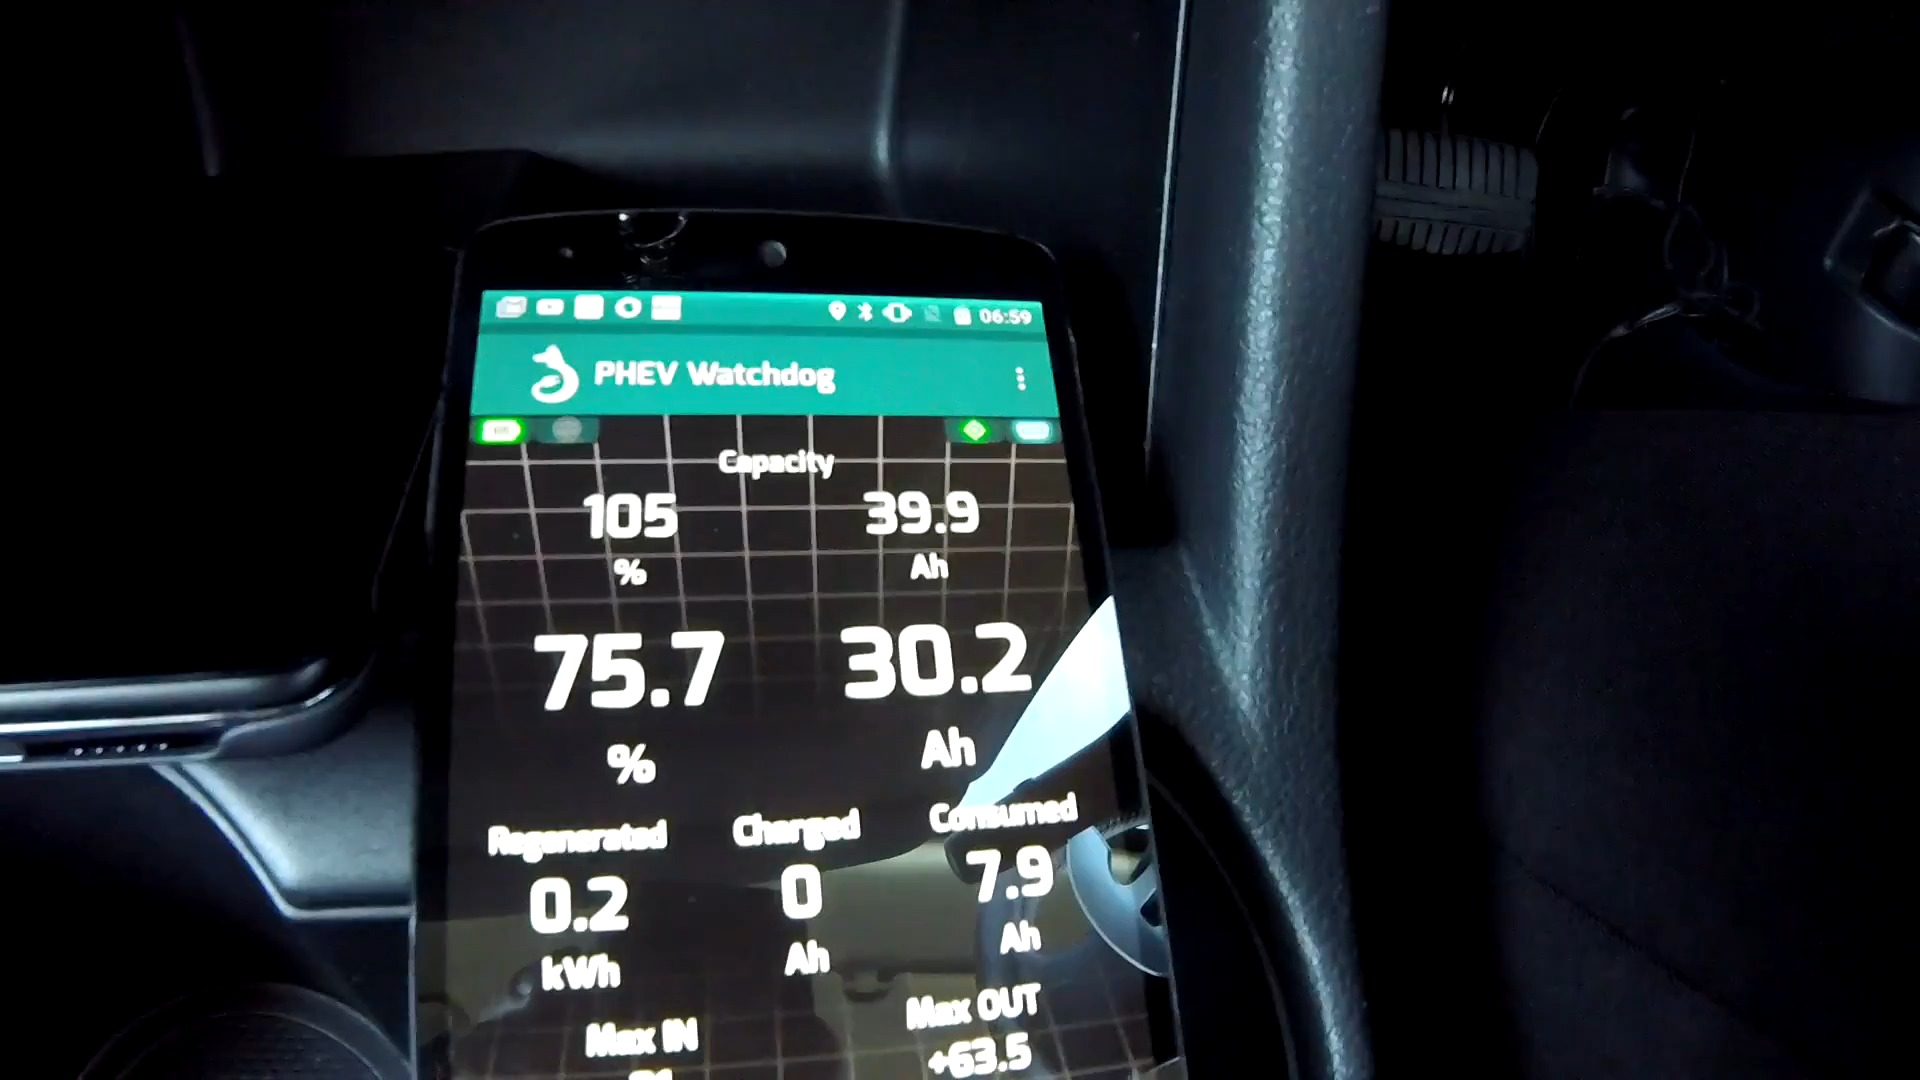 06:59
PHEV Watchdog
Capacity
105 39.9
% Ah
75.7 30.2
% Ah
Regenerated Charged Consumed
0.2 0 7.9
kWh Ah Ah
Max IN Max OUT
+63.5